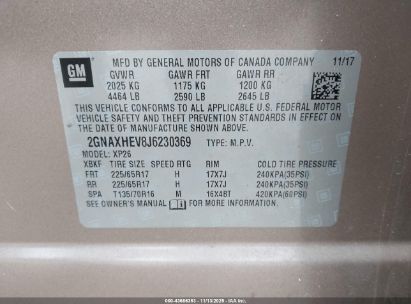 GM
MFD BY GENERAL MOTORS OF CANADA COMPANY 11/17
GVWR GAWR FRT GAWR RR
2025 KG 1175 KG 1200 KG
4464 LB 2590 LB 2645 LB
THIS VEHICLE CONFORMS TO ALL APPLICABLE U.S. FEDERAL MOTOR
VEHICLE SAFETY AND THEFT PREVENTION STANDARDS IN EFFECT ON THE
DATE OF MANUFACTURE SHOWN ABOVE.
2GNAXHEV8J6230369 TYPE: M.P.V.
MODEL: XP26
XBKF TIRE SIZE SPEED RTG RIM COLD TIRE PRESSURE
FRT 225/65R17 H 17X7J 240KPA(35PSI)
RR 225/65R17 H 17X7J 240KPA(35PSI)
SPA T135/70R16 M 16X4BT 420KPA(60PSI)
SEE OWNER'S MANUAL FOR MORE INFORMATION.